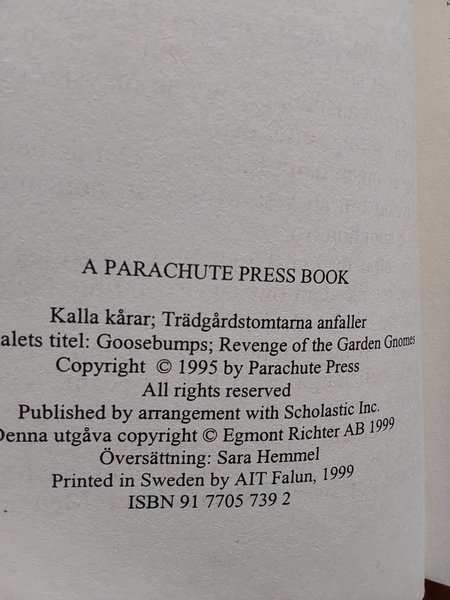 A PARACHUTE PRESS BOOK
Kalla kårar; Trädgårdstomtarna anfaller
alets titel: Goosebumps; Revenge of the Garden Gnomes
Copyright © 1995 by Parachute Press
All rights reserved
Published by arrangement with Scholastic Inc.
Denna utgåva copyright © Egmont Richter AB 1999
Översättning: Sara Hemmel
Printed in Sweden by AIT Falun, 1999
ISBN 91 7705 739 2